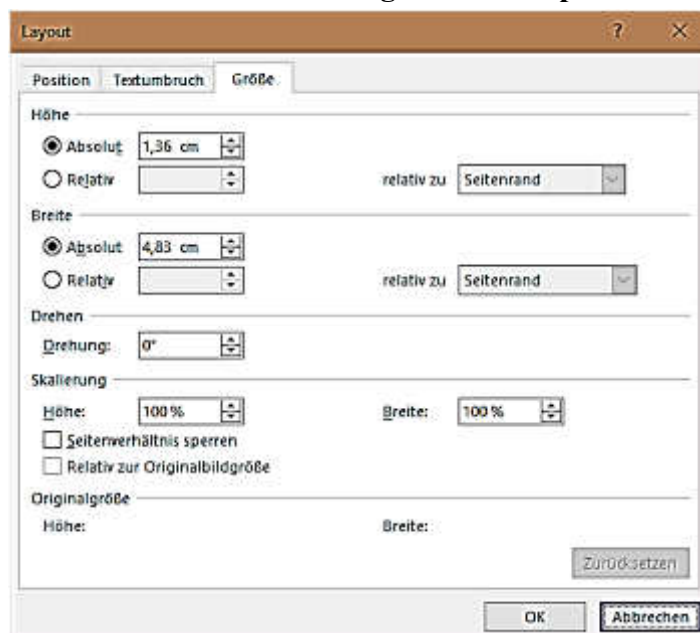 Layout ? ×
Position Textumbruch Größe
Höhe
Absolut 1,36 cm
Relativ relativ zu Seitenrand
Breite
Absolut 4,83 cm
Relativ relativ zu Seitenrand
Drehen
Drehung: 0°
Skalierung
Höhe: 100 % Breite: 100 %
Seitenverhältnis sperren
Relativ zur Originalbildgröße
Originalgröße
Höhe: Breite:
Zurücksetzen
OK Abbrechen